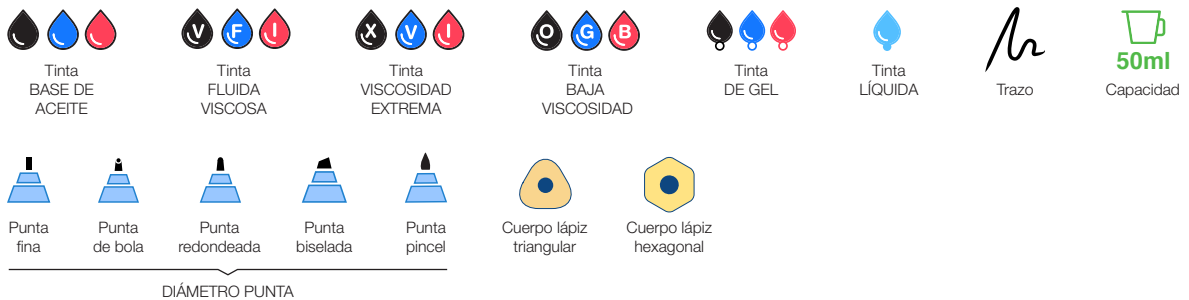 V F I
X V I
O G B
50ml
Tinta
BASE DE
ACEITE
Tinta
FLUIDA
VISCOSA
Tinta
VISCOSIDAD
EXTREMA
Tinta
BAJA
VISCOSIDAD
Tinta
DE GEL
Tinta
LÍQUIDA
Trazo
Capacidad
Punta
fina
Punta
de bola
Punta
redondeada
Punta
biselada
Punta
pincel
Cuerpo lápiz
triangular
Cuerpo lápiz
hexagonal
DIÁMETRO PUNTA